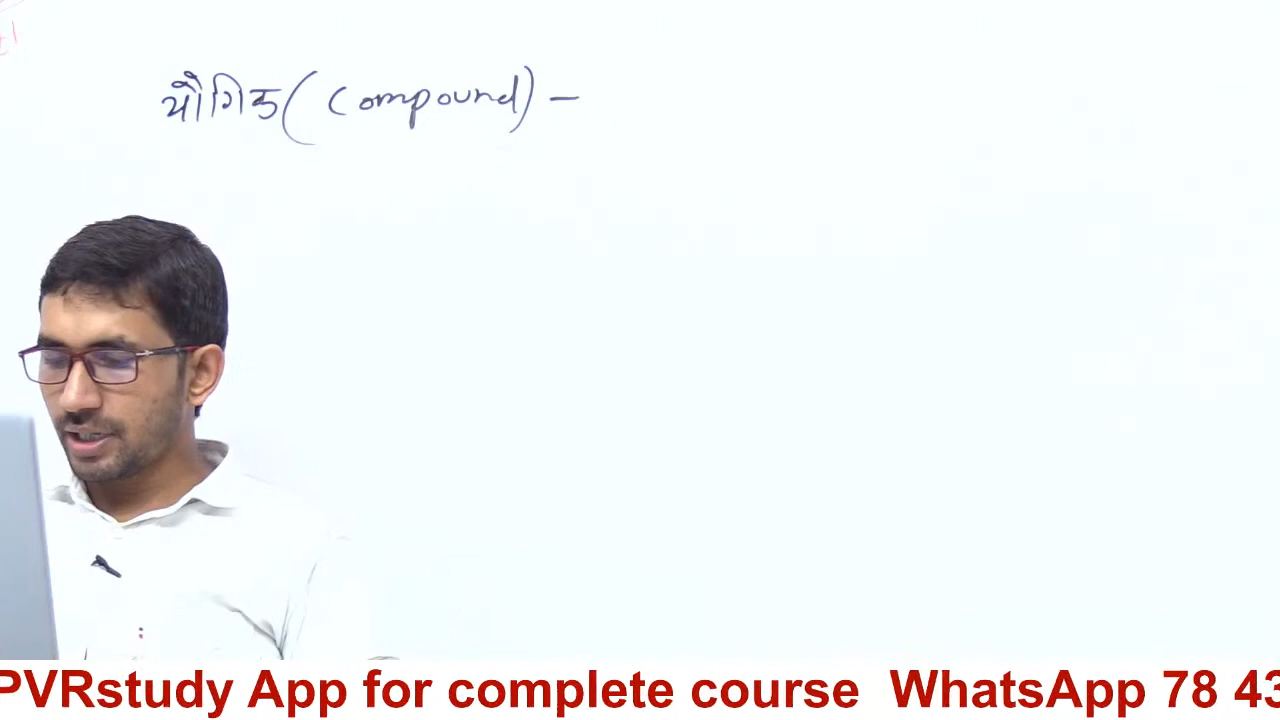 यौगिक (Compound) -
PVRstudy App for complete course WhatsApp 78 43